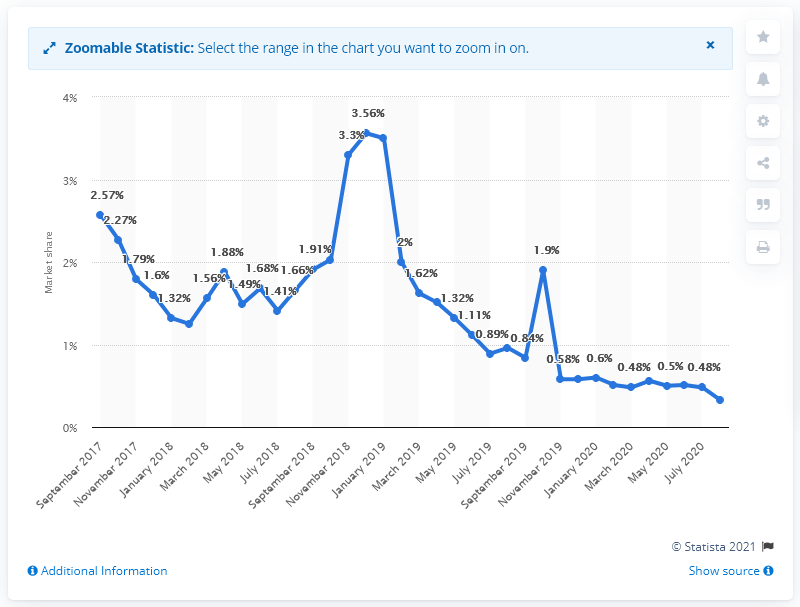 Zoomable Statistic: Select the range in the chart you want to zoom in on.
4%
3%
2%
1%
0%
Market share
2.57%
2.27%
1.79%
1.6%
1.32%
1.56%
1.88%
1.49%
1.68%
1.41%
1.66%
1.91%
3.3%
3.56%
2%
1.62%
1.32%
1.11%
0.89%
0.84%
1.9%
0.58%
0.6%
0.48%
0.5%
0.48%
September 2017
November 2017
January 2018
March 2018
May 2018
July 2018
September 2018
November 2018
January 2019
March 2019
May 2019
July 2019
September 2019
November 2019
January 2020
March 2020
May 2020
July 2020
© Statista 2021
Additional Information
Show source